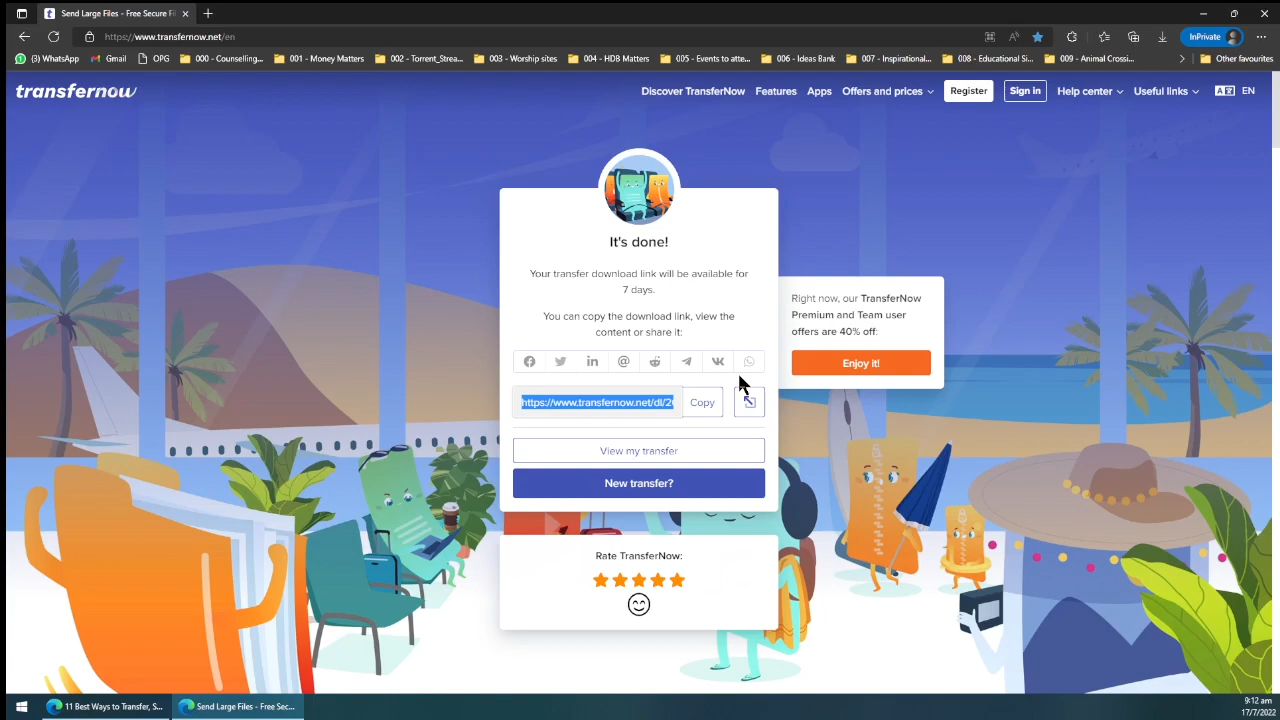 Send Large Files - Free Secure Fi
https://www.transfernow.net/en
InPrivate
(3) WhatsApp
Gmail
OPG
000 - Counselling...
001 - Money Matters
002 - Torrent_Strea...
003 - Worship sites
004 - HDB Matters
005 - Events to atte...
006 - Ideas Bank
007 - Inspirational...
008 - Educational Si...
009 - Animal Crossi...
Other favourites
transfernow
Discover TransferNow
Features
Apps
Offers and prices
Register
Sign in
Help center
Useful links
EN
It's done!
Your transfer download link will be available for
7 days.
You can copy the download link, view the
content or share it:
https://www.transfernow.net/dl/20
Copy
View my transfer
New transfer?
Right now, our TransferNow
Premium and Team user
offers are 40% off:
Enjoy it!
Rate TransferNow:
11 Best Ways to Transfer, S...
Send Large Files - Free Sec...
9:12 am
17/7/2022